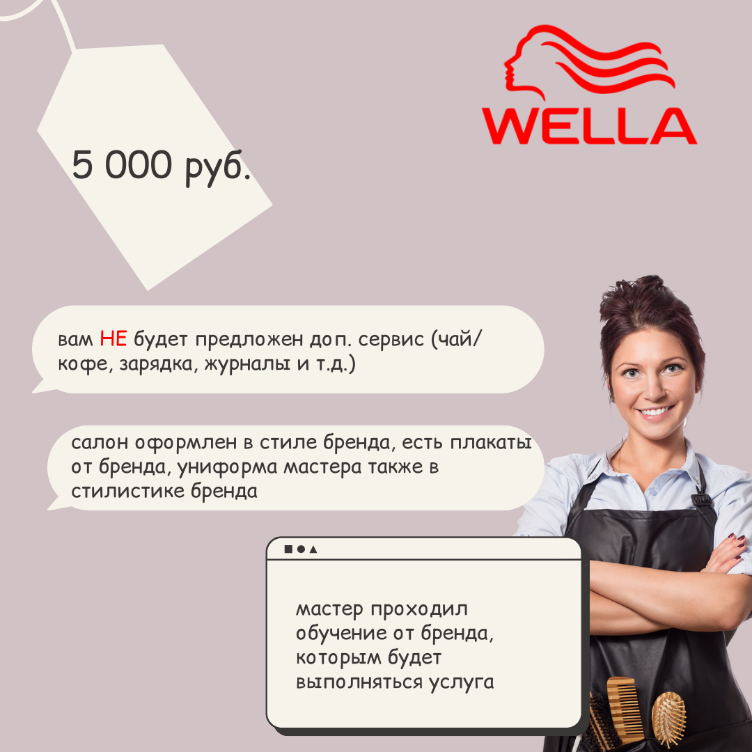 WELLA
5 000 руб.
вам НЕ будет предложен доп. сервис (чай/
кофе, зарядка, журналы и т.д.)
салон оформлен в стиле бренда, есть плакаты
от бренда, униформа мастера также в
стилистике бренда
мастер проходил
обучение от бренда,
которым будет
выполняться услуга